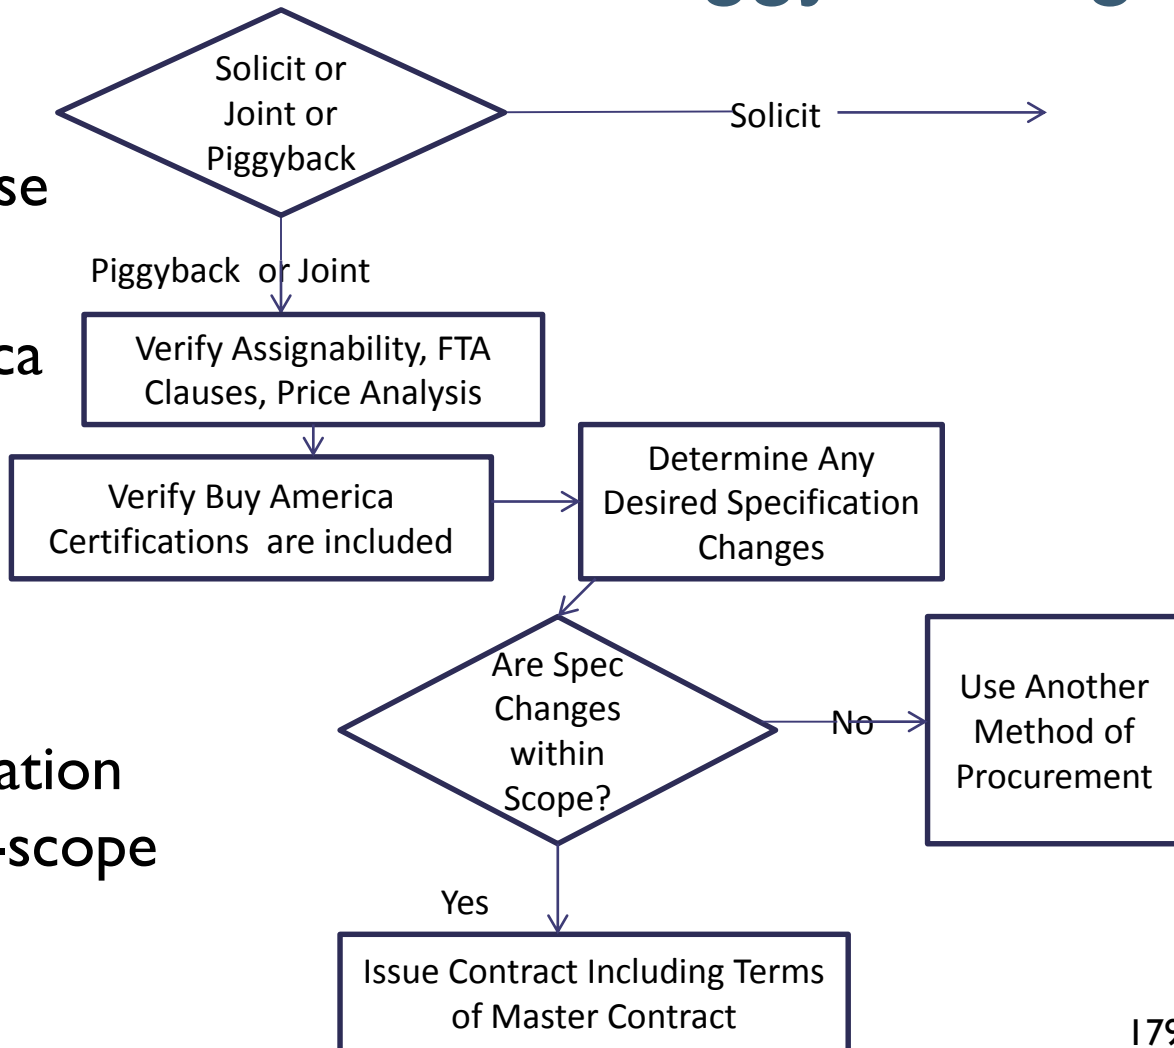 Solicit or
Joint or
Piggyback
Solicit
se
Piggyback or Joint
ca
Verify Assignability, FTA
Clauses, Price Analysis
Verify Buy America
Certifications are included
Determine Any
Desired Specification
Changes
Are Spec
Changes
within
Scope?
No
Use Another
Method of
Procurement
ation
-scope
Yes
Issue Contract Including Terms
of Master Contract
179